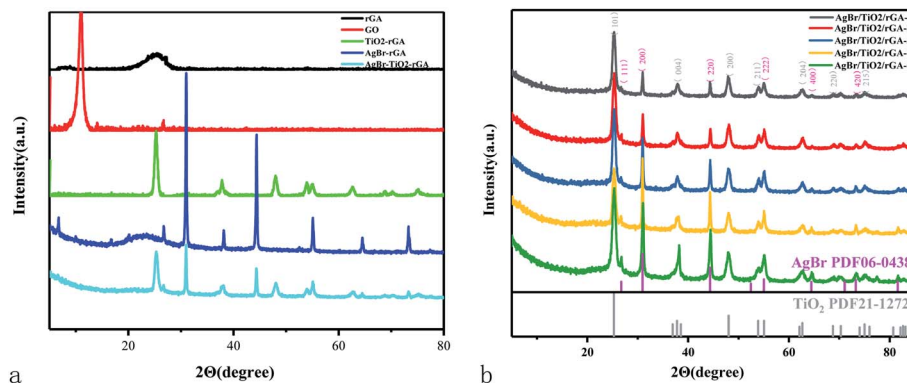 rGA
GO
TiO2-rGA
AgBr-rGA
AgBr-TiO2-rGA
Intensity(a.u.)
20
40
60
80
2Θ(degree)
a
AgBr/TiO2/rGA-
AgBr/TiO2/rGA-
AgBr/TiO2/rGA-
AgBr/TiO2/rGA-
AgBr/TiO2/rGA-
(101)
(111)
(200)
(004)
(220)
(200)
(211)
(222)
(204)
(400)
(220)
(420)
(215)
AgBr PDF06-0438
TiO₂ PDF21-1272
Intensity(a.u.)
20
40
60
80
2Θ(degree)
b